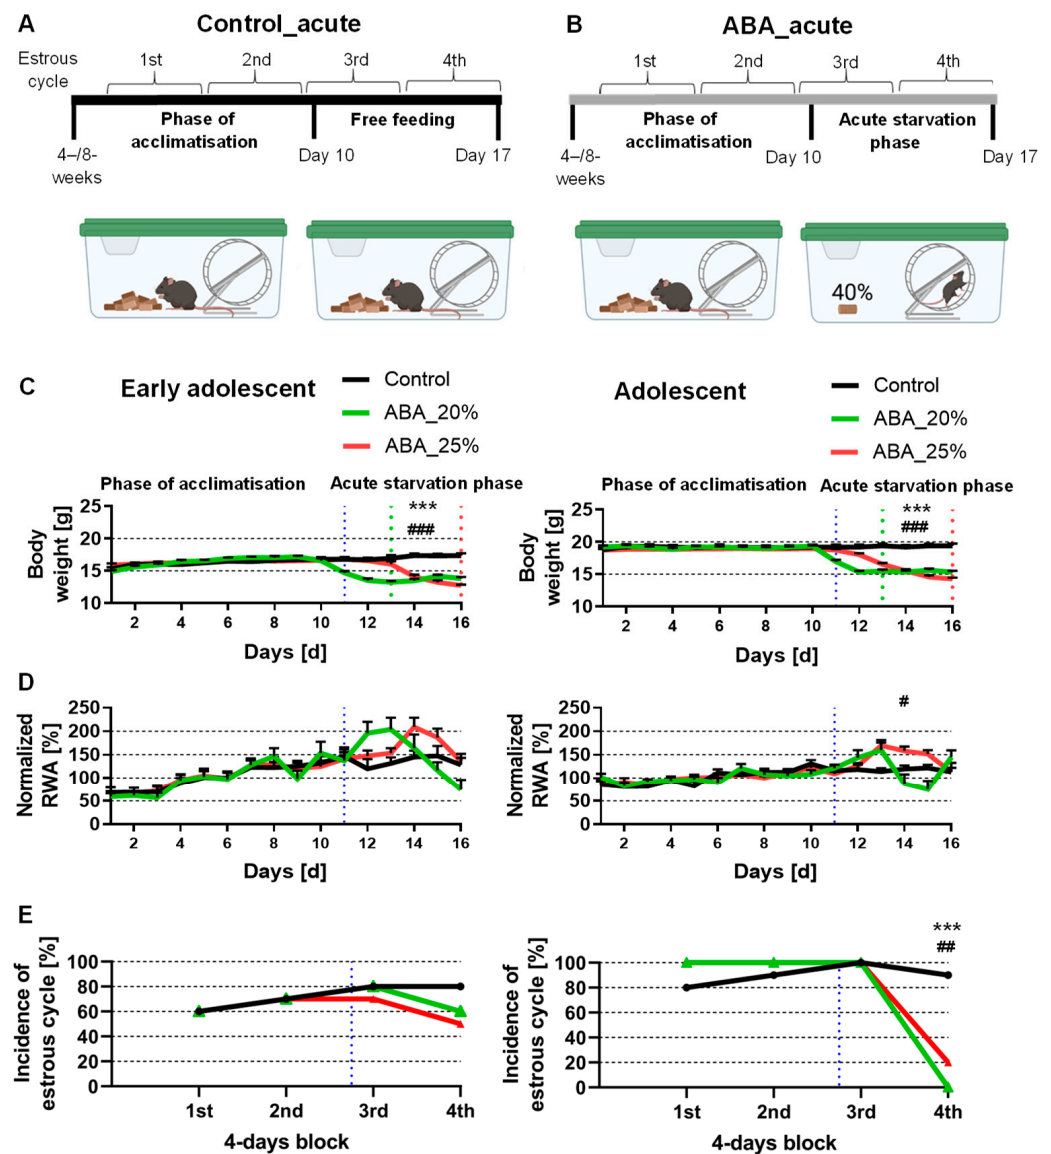 A
Control_acute
Estrous
cycle
1st
2nd
3rd
4th
Phase of
acclimatisation
Free feeding
4–/8-
weeks
Day 10
Day 17
B
ABA_acute
1st
2nd
3rd
4th
Phase of
acclimatisation
Acute starvation
phase
4–/8-
weeks
Day 10
Day 17
40%
C
Early adolescent
Control
ABA_20%
ABA_25%
Phase of acclimatisation
Acute starvation phase
***
###
Body
weight [g]
25
20
15
10
2 4 6 8 10 12 14 16
Days [d]
Adolescent
Control
ABA_20%
ABA_25%
Phase of acclimatisation
Acute starvation phase
***
###
Body
weight [g]
25
20
15
10
2 4 6 8 10 12 14 16
Days [d]
D
Normalized
RWA [%]
250
200
150
100
50
0
2 4 6 8 10 12 14 16
Days [d]
#
Normalized
RWA [%]
250
200
150
100
50
0
2 4 6 8 10 12 14 16
Days [d]
E
Incidence of
estrous cycle [%]
100
80
60
40
20
0
1st 2nd 3rd 4th
4-days block
***
##
Incidence of
estrous cycle [%]
100
80
60
40
20
0
1st 2nd 3rd 4th
4-days block